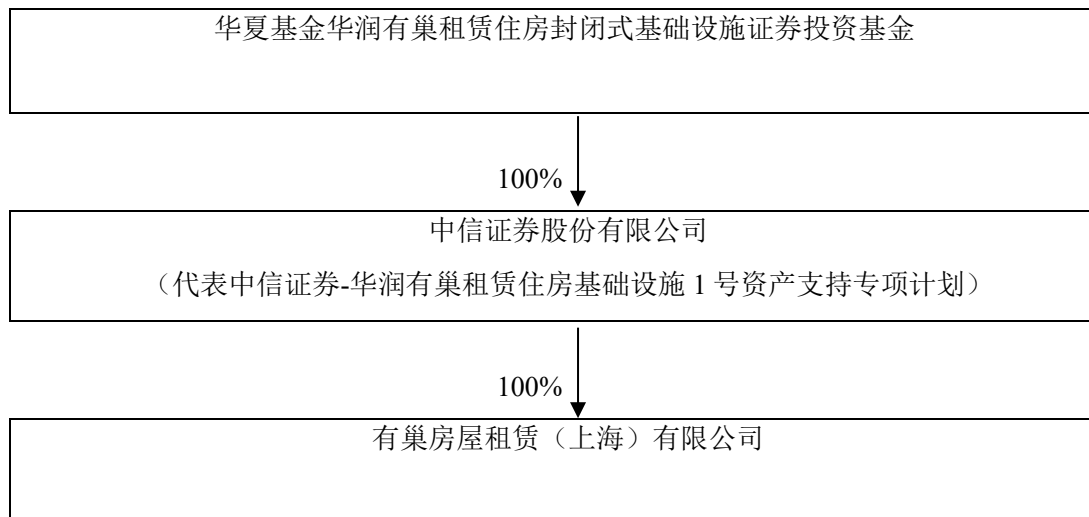 华夏基金华润有巢租赁住房封闭式基础设施证券投资基金
100%
中信证券股份有限公司
（代表中信证券-华润有巢租赁住房基础设施 1 号资产支持专项计划）
100%
有巢房屋租赁（上海）有限公司